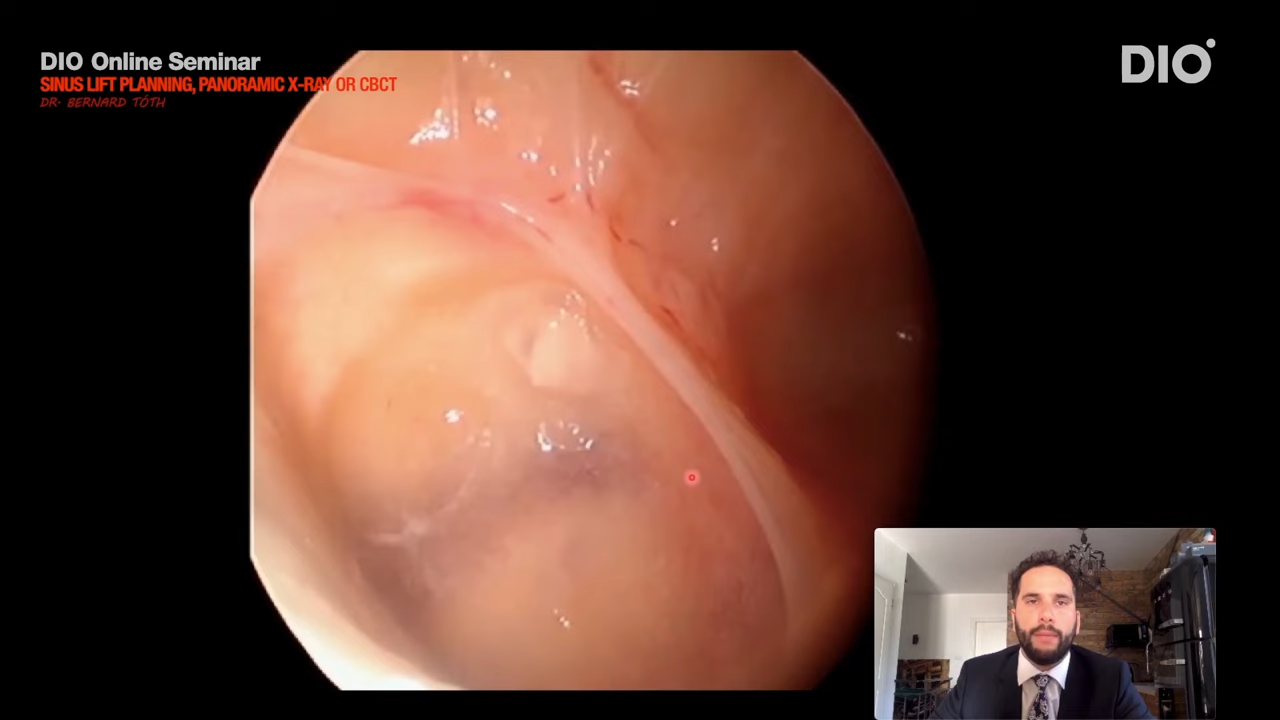 DIO Online Seminar
SINUS LIFT PLANNING, PANORAMIC X-RAY OR CBCT
DR. BERNARD TÓTH
DIO